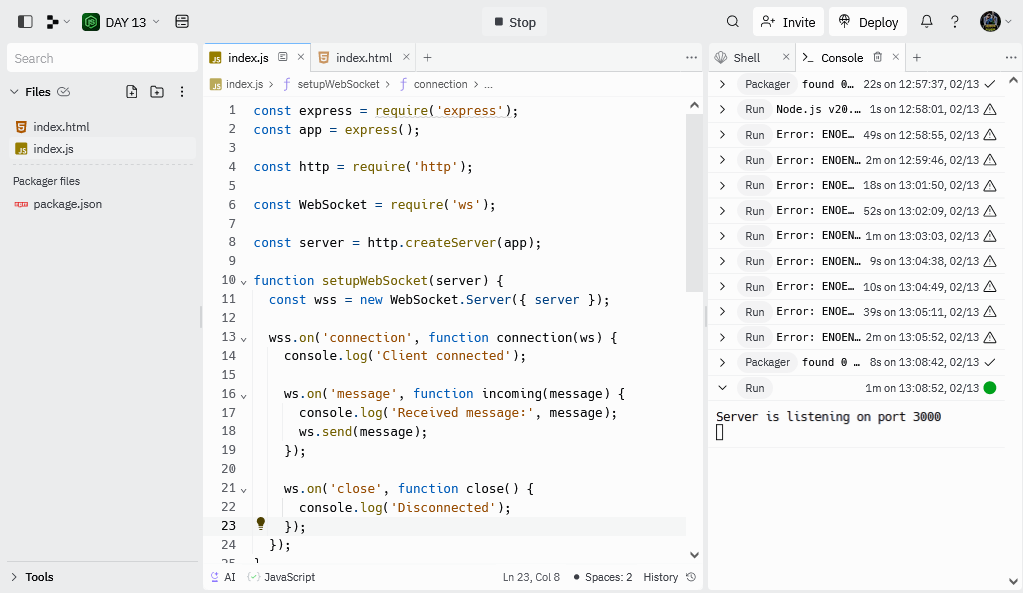 DAY 13
Stop
Invite
Deploy
?
Search
Files
index.html
index.js
Packager files
package.json
Tools
index.js
index.html
index.js > setupWebSocket > connection > ...
1 const express = require('express');
2 const app = express();
3
4 const http = require('http');
5
6 const WebSocket = require('ws');
7
8 const server = http.createServer(app);
9
10 function setupWebSocket(server) {
11 const wss = new WebSocket.Server({ server });
12
13 wss.on('connection', function connection(ws) {
14 console.log('Client connected');
15
16 ws.on('message', function incoming(message) {
17 console.log('Received message:', message);
18 ws.send(message);
19 });
20
21 ws.on('close', function close() {
22 console.log('Disconnected');
23 });
24 });
25 }
AI
JavaScript
Ln 23, Col 8
Spaces: 2
History
Shell
Console
Packager found 0… 22s on 12:57:37, 02/13
Run Node.js v20.… 1s on 12:58:01, 02/13
Run Error: ENOE… 49s on 12:58:55, 02/13
Run Error: ENOEN… 2m on 12:59:46, 02/13
Run Error: ENOE… 18s on 13:01:50, 02/13
Run Error: ENOE… 52s on 13:02:09, 02/13
Run Error: ENOEN… 1m on 13:03:03, 02/13
Run Error: ENOEN… 9s on 13:04:38, 02/13
Run Error: ENOE… 10s on 13:04:49, 02/13
Run Error: ENOE… 39s on 13:05:11, 02/13
Run Error: ENOEN… 2m on 13:05:52, 02/13
Packager found 0 … 8s on 13:08:42, 02/13
Run 1m on 13:08:52, 02/13
Server is listening on port 3000